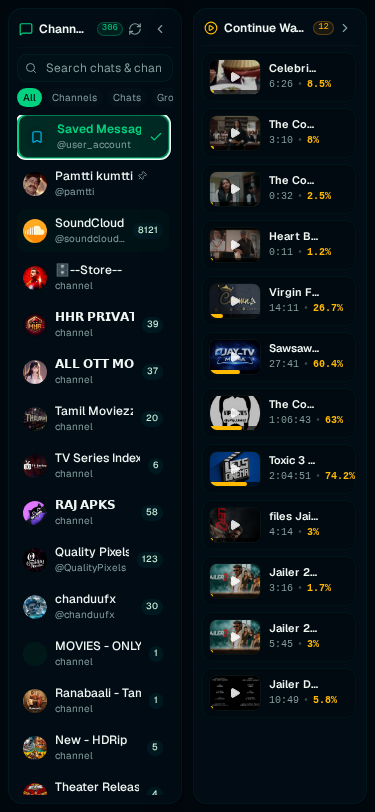 Chann...
306
Search chats & chan
All
Channels
Chats
Gro
Saved Messag
@user_account
Pamtti kumtti
@pamtti
SoundCloud
@soundcloud...
8121
🗄️--Store--
channel
𝗛𝗛𝗥 𝗣𝗥𝗜𝗩𝗔𝗧
channel
39
𝗔𝗟𝗟 𝗢𝗧𝗧 𝗠𝗢
channel
37
Tamil Moviezz
channel
20
TV Series Index
channel
6
𝗥𝗔𝗝 𝗔𝗣𝗞𝗦
channel
58
Quality Pixels
@QualityPixels
123
chanduufx
@chanduufx
30
MOVIES - ONLY
channel
1
Ranabaali - Tam
channel
1
New - HDRip
channel
5
Theater Releas
channel
4
Continue Wa...
12
Celebri...
6:26 • 8.5%
The Co...
3:10 • 8%
The Co...
0:32 • 2.5%
Heart B...
0:11 • 1.2%
Virgin F...
14:11 • 26.7%
Sawsaw...
27:41 • 60.4%
The Co...
1:06:43 • 63%
Toxic 3 ...
2:04:51 • 74.2%
files Jai...
4:14 • 3%
Jailer 2...
3:16 • 1.7%
Jailer 2...
5:45 • 3%
Jailer D...
10:49 • 5.8%